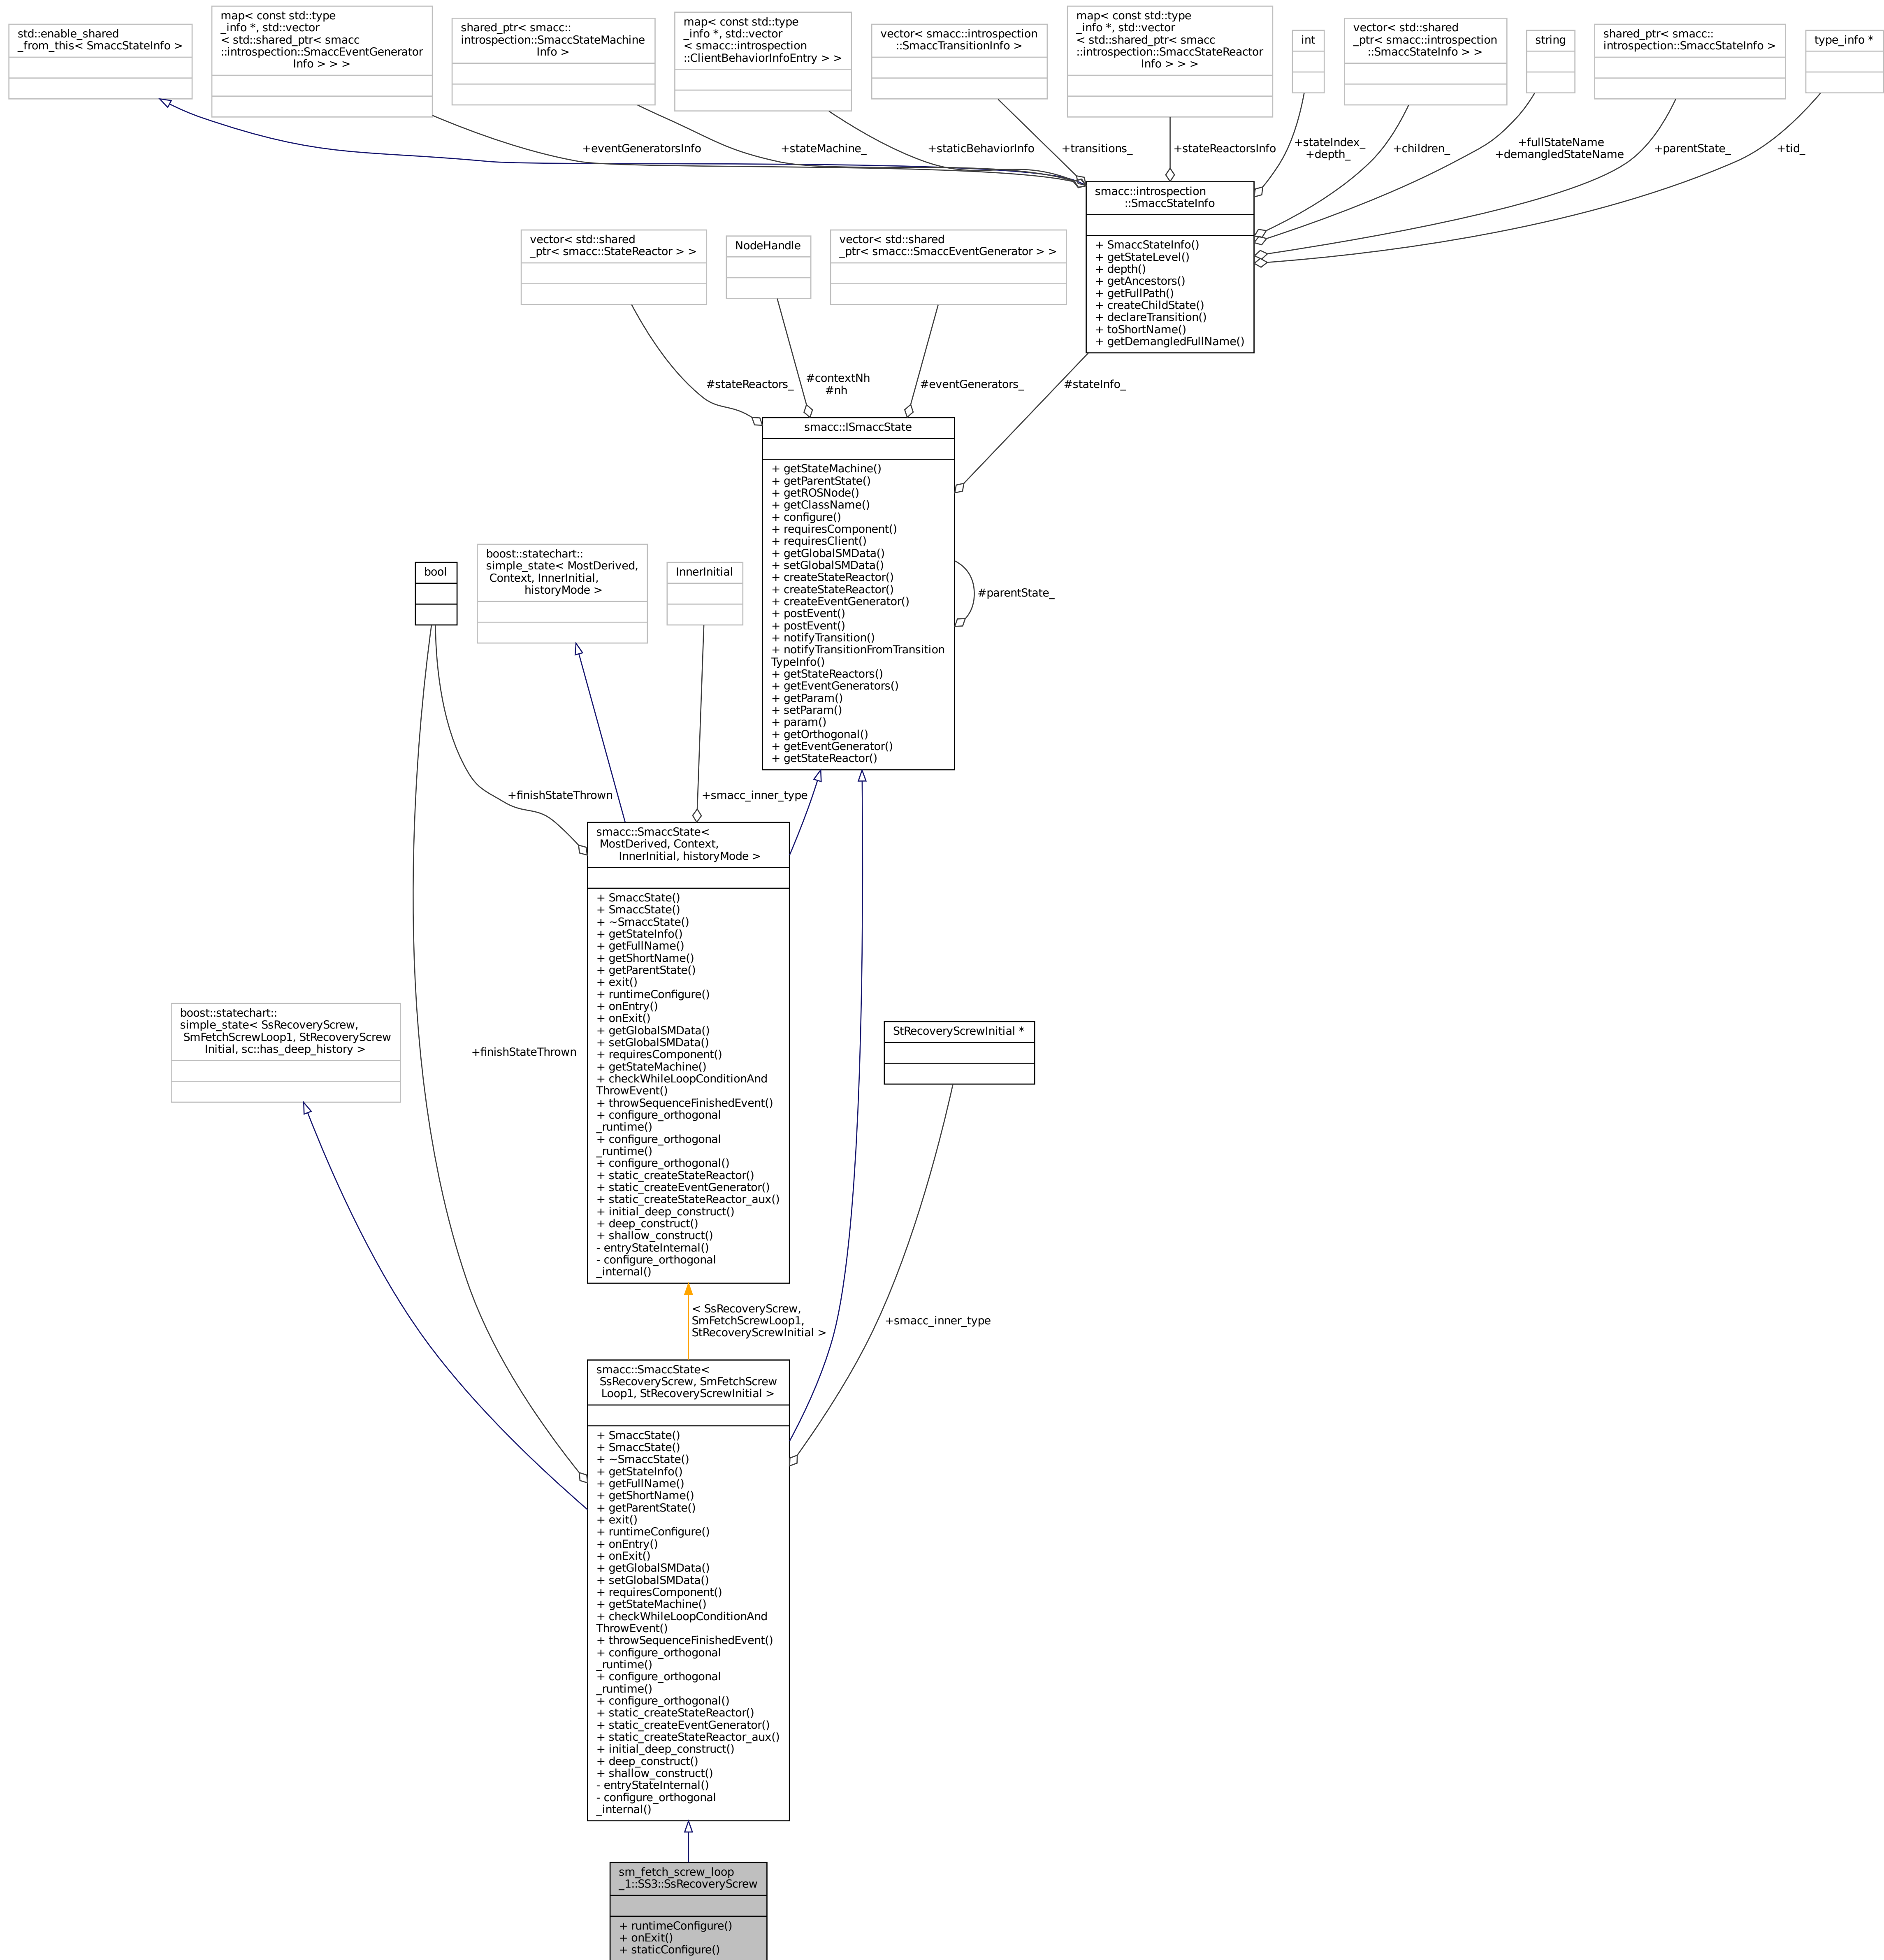 std::enable_shared
_from_this< SmaccStateInfo >
map< const std::type
_info *, std::vector
< std::shared_ptr< smacc
::introspection::SmaccEventGenerator
Info > > >
shared_ptr< smacc::
introspection::SmaccStateMachine
Info >
map< const std::type
_info *, std::vector
< smacc::introspection
::ClientBehaviorInfoEntry > >
vector< smacc::introspection
::SmaccTransitionInfo >
map< const std::type
_info *, std::vector
< std::shared_ptr< smacc
::introspection::SmaccStateReactor
Info > > >
int
vector< std::shared
_ptr< smacc::introspection
::SmaccStateInfo > >
string
shared_ptr< smacc::
introspection::SmaccStateInfo >
type_info *
+eventGeneratorsInfo
+stateMachine_
+staticBehaviorInfo
+transitions_
+stateReactorsInfo
+stateIndex_
+depth_
+children_
+fullStateName
+demangledStateName
+parentState_
+tid_
smacc::introspection
::SmaccStateInfo
+ SmaccStateInfo()
+ getStateLevel()
+ depth()
+ getAncestors()
+ getFullPath()
+ createChildState()
+ declareTransition()
+ toShortName()
+ getDemangledFullName()
vector< std::shared
_ptr< smacc::StateReactor > >
NodeHandle
vector< std::shared
_ptr< smacc::SmaccEventGenerator > >
#stateReactors_
#contextNh
#nh
#eventGenerators_
#stateInfo_
smacc::ISmaccState
+ getStateMachine()
+ getParentState()
+ getROSNode()
+ getClassName()
+ configure()
+ requiresComponent()
+ requiresClient()
+ getGlobalSMData()
+ setGlobalSMData()
+ createStateReactor()
+ createStateReactor()
+ createEventGenerator()
+ postEvent()
+ postEvent()
+ notifyTransition()
+ notifyTransitionFromTransition
TypeInfo()
+ getStateReactors()
+ getEventGenerators()
+ getParam()
+ setParam()
+ param()
+ getOrthogonal()
+ getEventGenerator()
+ getStateReactor()
#parentState_
bool
boost::statechart::
simple_state< MostDerived,
Context, InnerInitial,
historyMode >
InnerInitial
+finishStateThrown
+smacc_inner_type
smacc::SmaccState<
MostDerived, Context,
InnerInitial, historyMode >
+ SmaccState()
+ SmaccState()
+ ~SmaccState()
+ getStateInfo()
+ getFullName()
+ getShortName()
+ getParentState()
+ exit()
+ runtimeConfigure()
+ onEntry()
+ onExit()
+ getGlobalSMData()
+ setGlobalSMData()
+ requiresComponent()
+ getStateMachine()
+ checkWhileLoopConditionAnd
ThrowEvent()
+ throwSequenceFinishedEvent()
+ configure_orthogonal
_runtime()
+ configure_orthogonal
_runtime()
+ configure_orthogonal()
+ static_createStateReactor()
+ static_createEventGenerator()
+ static_createStateReactor_aux()
+ initial_deep_construct()
+ deep_construct()
+ shallow_construct()
- entryStateInternal()
- configure_orthogonal
_internal()
boost::statechart::
simple_state< SsRecoveryScrew,
SmFetchScrewLoop1, StRecoveryScrew
Initial, sc::has_deep_history >
+finishStateThrown
StRecoveryScrewInitial *
< SsRecoveryScrew,
SmFetchScrewLoop1,
StRecoveryScrewInitial >
+smacc_inner_type
smacc::SmaccState<
SsRecoveryScrew, SmFetchScrew
Loop1, StRecoveryScrewInitial >
+ SmaccState()
+ SmaccState()
+ ~SmaccState()
+ getStateInfo()
+ getFullName()
+ getShortName()
+ getParentState()
+ exit()
+ runtimeConfigure()
+ onEntry()
+ onExit()
+ getGlobalSMData()
+ setGlobalSMData()
+ requiresComponent()
+ getStateMachine()
+ checkWhileLoopConditionAnd
ThrowEvent()
+ throwSequenceFinishedEvent()
+ configure_orthogonal
_runtime()
+ configure_orthogonal
_runtime()
+ configure_orthogonal()
+ static_createStateReactor()
+ static_createEventGenerator()
+ static_createStateReactor_aux()
+ initial_deep_construct()
+ deep_construct()
+ shallow_construct()
- entryStateInternal()
- configure_orthogonal
_internal()
sm_fetch_screw_loop
_1::SS3::SsRecoveryScrew
+ runtimeConfigure()
+ onExit()
+ staticConfigure()